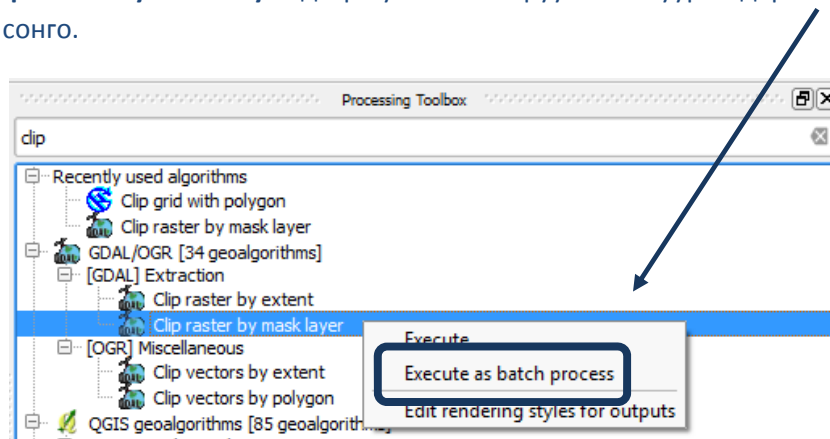 сонго.
Processing Toolbox
clip
Recently used algorithms
Clip grid with polygon
Clip raster by mask layer
GDAL/OGR [34 geoalgorithms]
[GDAL] Extraction
Clip raster by extent
Clip raster by mask layer
Execute
Execute as batch process
Edit rendering styles for outputs
[OGR] Miscellaneous
Clip vectors by extent
Clip vectors by polygon
QGIS geoalgorithms [85 geoalgorithms]